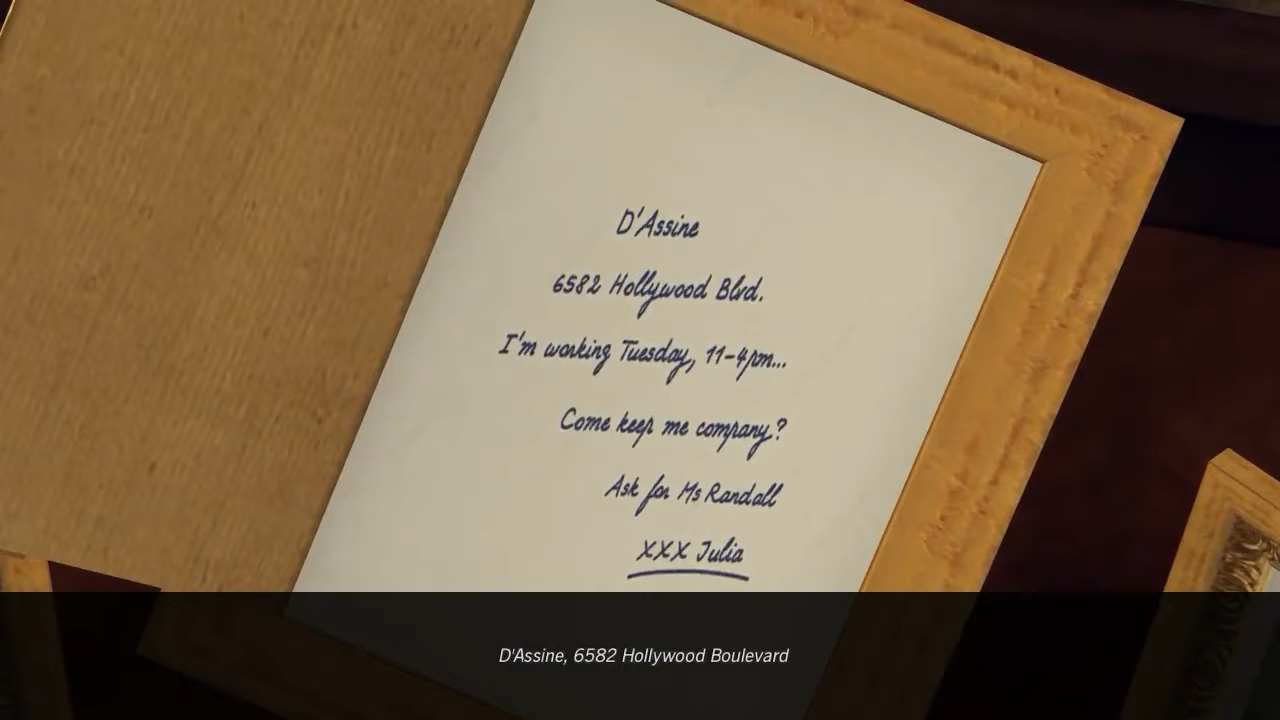 D'Assine
6582 Hollywood Blvd.
I'm working Tuesday, 11-4pm...
Come keep me company?
Ask for Ms Randall
XXX Julia
D'Assine, 6582 Hollywood Boulevard